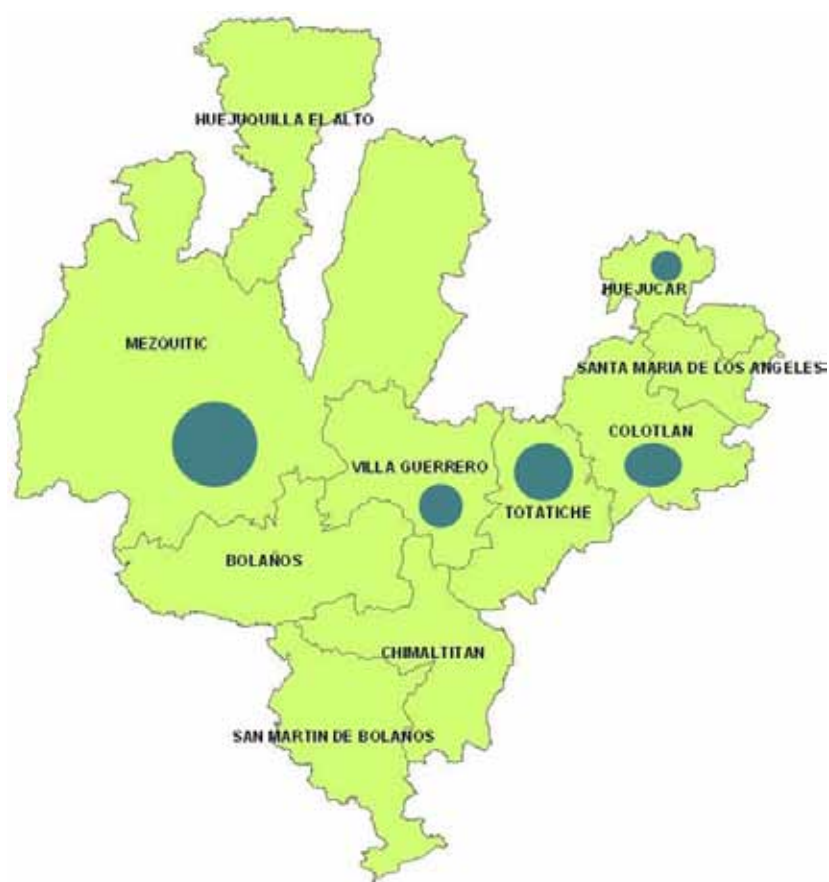 HUEJUQUILLA EL ALTO
HUEJUCAR
MEZQUITIC
SANTA MARIA DE LOS ANGELES
COLOTLAN
VILLA GUERRERO
TOTATICHE
BOLAÑOS
CHIMALTITAN
SAN MARTIN DE BOLAÑOS